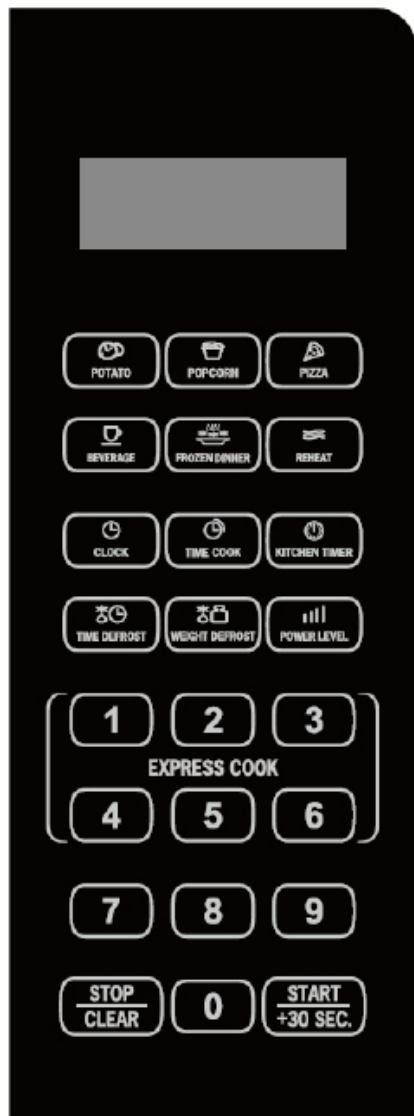 POTATO POPCORN PIZZA
BEVERAGE FROZEN DINNER REHEAT
CLOCK TIME COOK KITCHEN TIMER
TIME DEFROST WEIGHT DEFROST POWER LEVEL
1 2 3
EXPRESS COOK
4 5 6
7 8 9
STOP
CLEAR
0
START
+30 SEC.